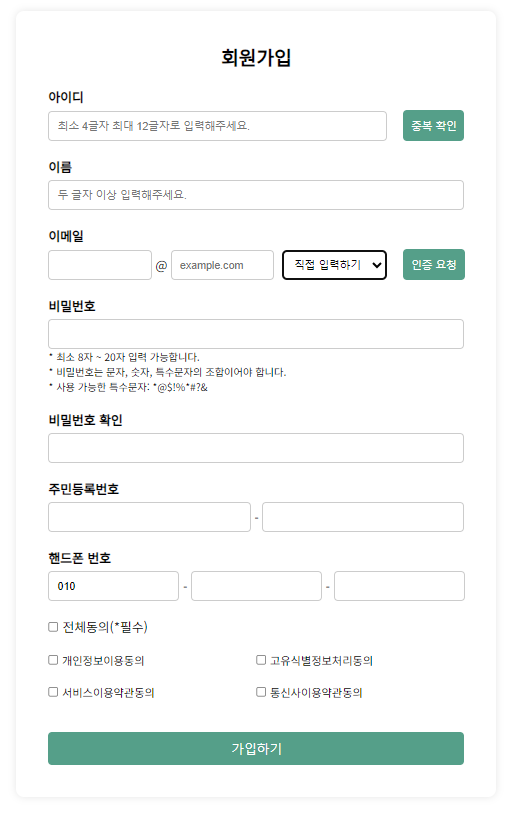 회원가입
아이디
최소 4글자 최대 12글자로 입력해주세요. 중복 확인
이름
두 글자 이상 입력해주세요.
이메일
@ example.com 직접 입력하기 인증 요청
비밀번호
* 최소 8자 ~ 20자 입력 가능합니다.
* 비밀번호는 문자, 숫자, 특수문자의 조합이어야 합니다.
* 사용 가능한 특수문자: *@$!%*#?&
비밀번호 확인
주민등록번호
-
핸드폰 번호
010 - -
전체동의(*필수)
개인정보이용동의 고유식별정보처리동의
서비스이용약관동의 통신사이용약관동의
가입하기